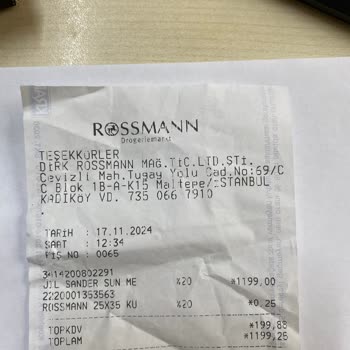 ROSSMANN
Drogeriemarkt
TEŞEKKÜRLER
DİRK ROSSMANN MAĞ.TİC.LTD.ŞTİ.
Cevizli Mah.Tugay Yolu Cad.No:69/C
C Blok 1B-A-K15 Maltepe/İSTANBUL
KADIKÖY VD. 735 066 7910
.
TARİH : 17.11.2024
SAAT : 12:34
FİŞ NO : 0065
3414200802291
JIL SANDER SUN ME %20 *1199,00
2220001353563
ROSSMANN 25X35 KU %20 *0,25
TOPKDV *199,88
TOPLAM *1199,25